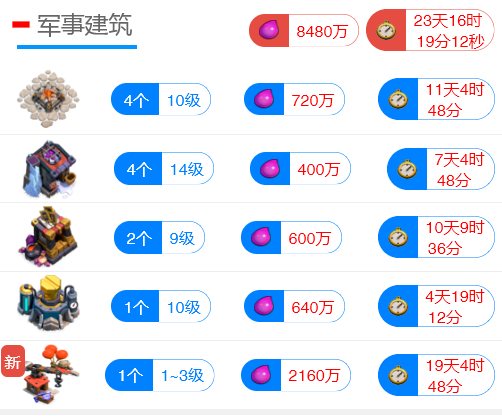 军事建筑
8480万
23天16时
19分12秒
4个 10级 720万
11天4时
48分
4个 14级 400万
7天4时
48分
2个 9级 600万
10天9时
36分
1个 10级 640万
4天19时
12分
新
1个 1~3级 2160万
19天4时
48分